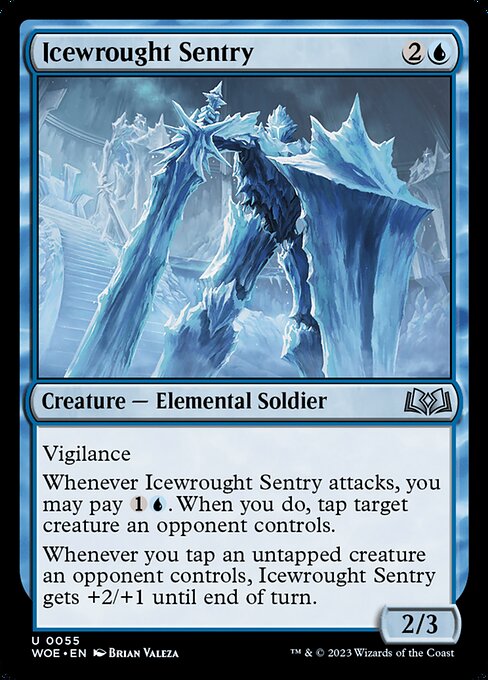 Icewrought Sentry 2
Creature — Elemental Soldier
Vigilance
Whenever Icewrought Sentry attacks, you
may pay 1. When you do, tap target
creature an opponent controls.
Whenever you tap an untapped creature
an opponent controls, Icewrought Sentry
gets +2/+1 until end of turn.
2/3
U 0055
WOE • EN Brian Valeza
™ & © 2023 Wizards of the Coast